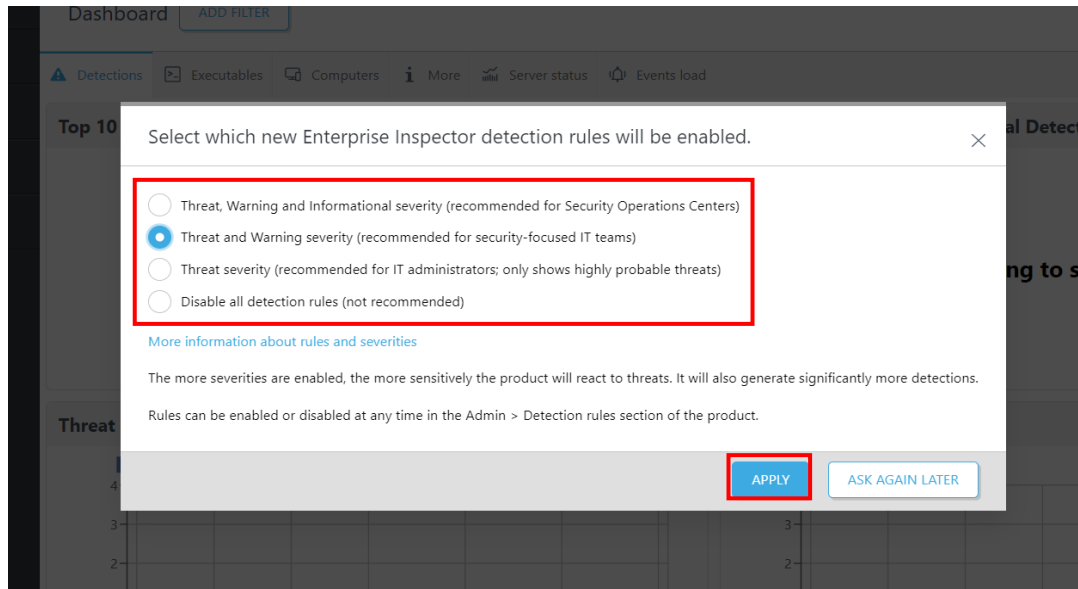 Dashboard ADD FILTER
Detections Executables Computers More Server status Events load
Top 10
al Detect
Select which new Enterprise Inspector detection rules will be enabled.
Threat, Warning and Informational severity (recommended for Security Operations Centers)
Threat and Warning severity (recommended for security-focused IT teams)
Threat severity (recommended for IT administrators; only shows highly probable threats)
ng to s
Disable all detection rules (not recommended)
More information about rules and severities
The more severities are enabled, the more sensitively the product will react to threats. It will also generate significantly more detections.
Rules can be enabled or disabled at any time in the Admin > Detection rules section of the product.
Threat
APPLY ASK AGAIN LATER
4
3 3
2 2